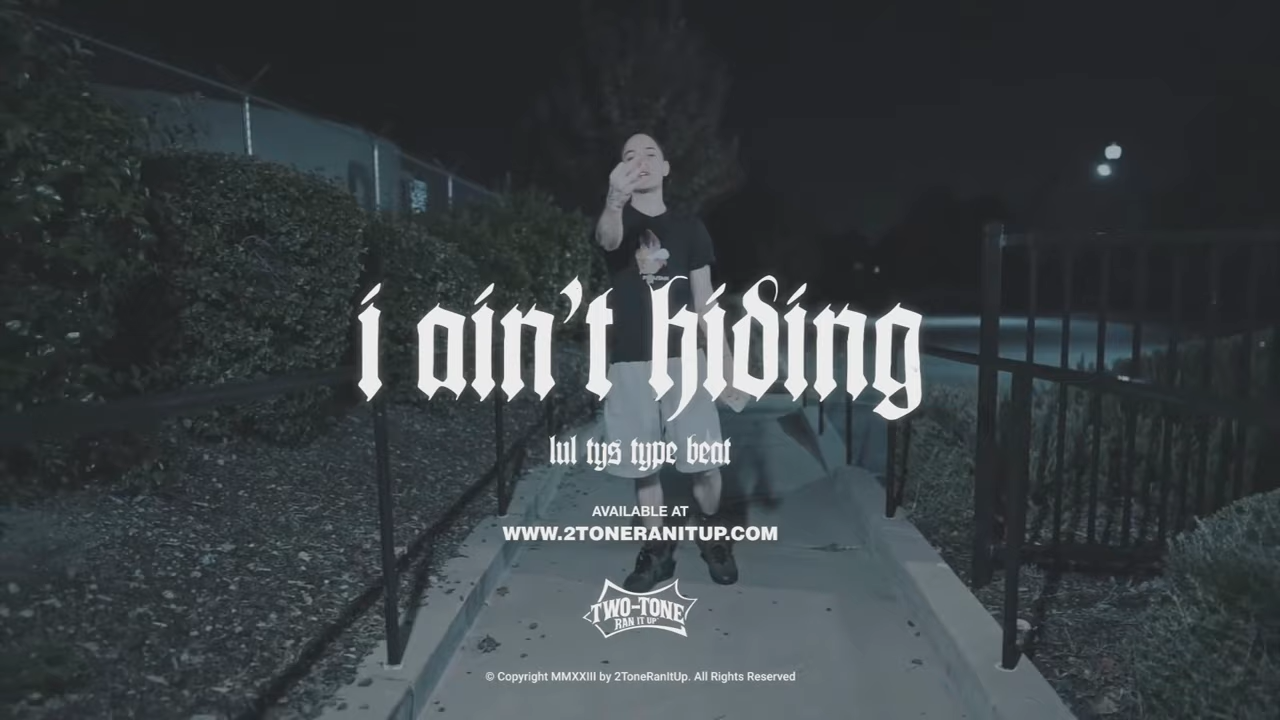 i ain't hiding
lul tys type beat
AVAILABLE AT
WWW.2TONERANITUP.COM
TWO-TONE
RAN IT UP
© Copyright MMXXIII by 2ToneRanItUp. All Rights Reserved